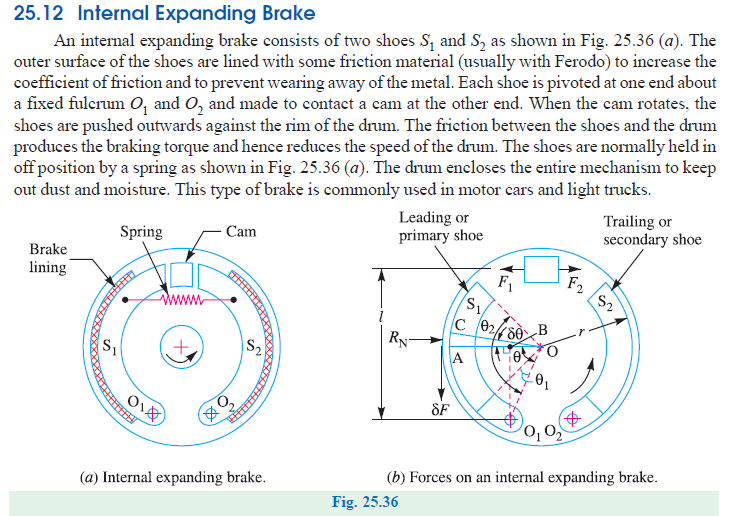 25.12 Internal Expanding Brake
An internal expanding brake consists of two shoes S₁ and S₂ as shown in Fig. 25.36 (a). The
outer surface of the shoes are lined with some friction material (usually with Ferodo) to increase the
coefficient of friction and to prevent wearing away of the metal. Each shoe is pivoted at one end about
a fixed fulcrum O₁ and O₂ and made to contact a cam at the other end. When the cam rotates, the
shoes are pushed outwards against the rim of the drum. The friction between the shoes and the drum
produces the braking torque and hence reduces the speed of the drum. The shoes are normally held in
off position by a spring as shown in Fig. 25.36 (a). The drum encloses the entire mechanism to keep
out dust and moisture. This type of brake is commonly used in motor cars and light trucks.
Spring
Cam
Brake
lining
S₁
S₂
O₁
O₂
(a) Internal expanding brake.
Leading or
primary shoe
Trailing or
secondary shoe
F₁
F₂
S₁
S₂
l
C
θ₂
δθ
B
r
R_N
A
θ
O
θ₁
δF
O₁
O₂
(b) Forces on an internal expanding brake.
Fig. 25.36